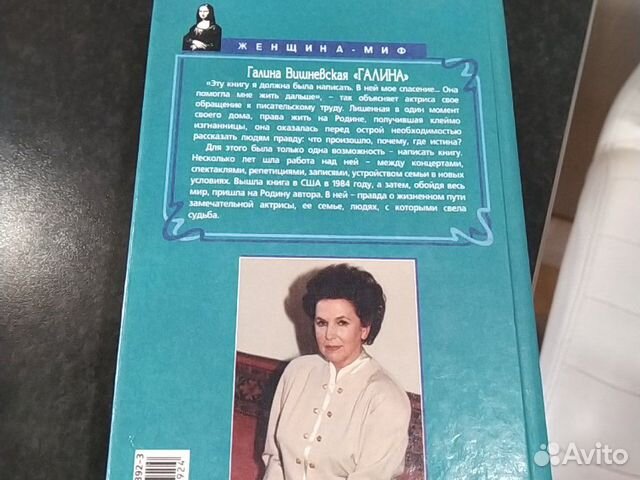 ЖЕНЩИНА-МИФ
Галина Вишневская «ГАЛИНА»
«Эту книгу я должна была написать. В ней мое спасение... Она
помогла мне жить дальше», – так объясняет актриса свое
обращение к писательскому труду. Лишенная в один момент
своего дома, права жить на Родине, получившая клеймо
изгнанницы, она оказалась перед острой необходимостью
рассказать людям правду: что произошло, почему, где истина?
Для этого была только одна возможность – написать книгу.
Несколько лет шла работа над ней – между концертами,
спектаклями, репетициями, записями, устройством семьи в новых
условиях. Вышла книга в США в 1984 году, а затем, обойдя весь
мир, пришла на Родину автора. В ней – правда о жизненном пути
замечательной актрисы, ее семье, людях, с которыми свела
судьба.
392-3
924
Avito